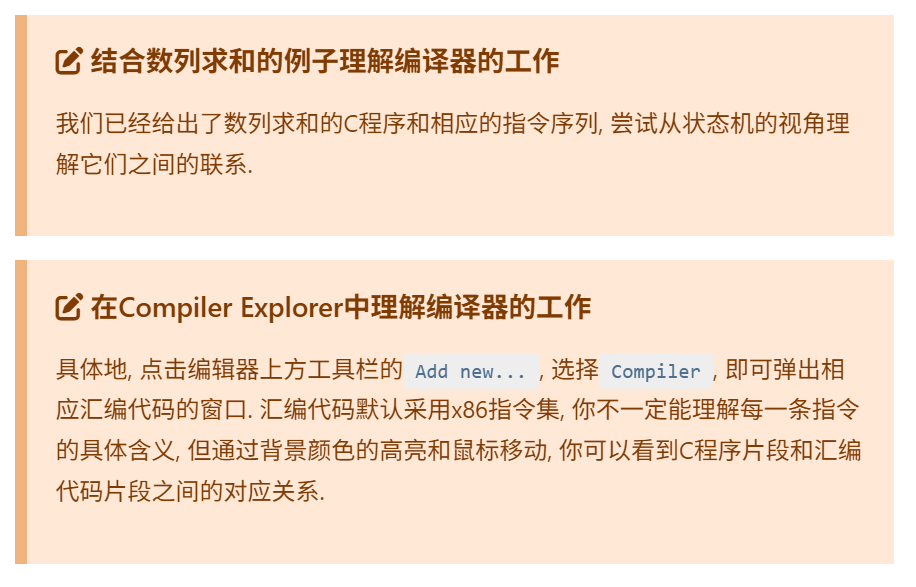 结合数列求和的例子理解编译器的工作
我们已经给出了数列求和的C程序和相应的指令序列, 尝试从状态机的视角理
解它们之间的联系.
在Compiler Explorer中理解编译器的工作
具体地, 点击编辑器上方工具栏的 Add new... , 选择 Compiler , 即可弹出相
应汇编代码的窗口. 汇编代码默认采用x86指令集, 你不一定能理解每一条指令
的具体含义, 但通过背景颜色的高亮和鼠标移动, 你可以看到C程序片段和汇编
代码片段之间的对应关系.